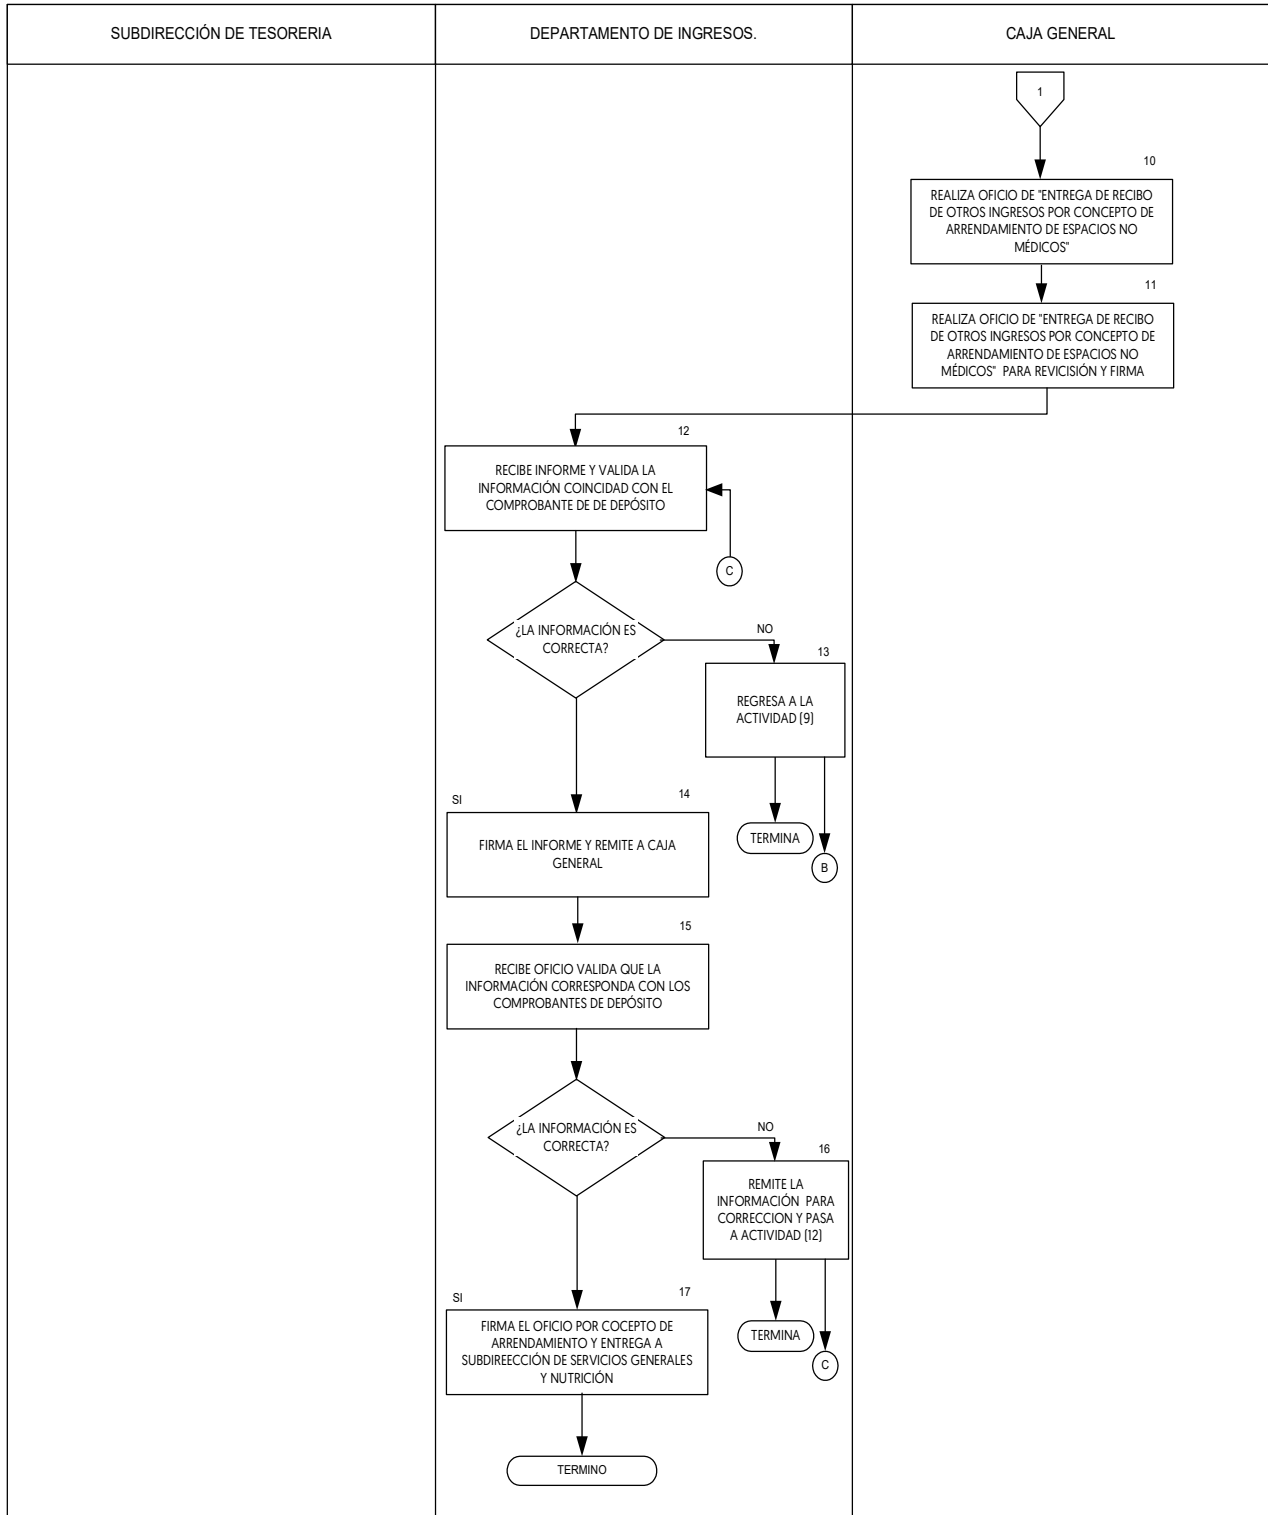 SUBDIRECCIÓN DE TESORERIA
DEPARTAMENTO DE INGRESOS.
CAJA GENERAL
1
10
REALIZA OFICIO DE "ENTREGA DE RECIBO
DE OTROS INGRESOS POR CONCEPTO DE
ARRENDAMIENTO DE ESPACIOS NO
MÉDICOS"
11
REALIZA OFICIO DE "ENTREGA DE RECIBO
DE OTROS INGRESOS POR CONCEPTO DE
ARRENDAMIENTO DE ESPACIOS NO
MÉDICOS" PARA REVICISIÓN Y FIRMA
12
RECIBE INFORME Y VALIDA LA
INFORMACIÓN COINCIDAD CON EL
COMPROBANTE DE DE DEPÓSITO
C
¿LA INFORMACIÓN ES
CORRECTA?
NO
13
REGRESA A LA
ACTIVIDAD (9)
TERMINA
B
SI
14
FIRMA EL INFORME Y REMITE A CAJA
GENERAL
15
RECIBE OFICIO VALIDA QUE LA
INFORMACIÓN CORRESPONDA CON LOS
COMPROBANTES DE DEPÓSITO
¿LA INFORMACIÓN ES
CORRECTA?
NO
16
REMITE LA
INFORMACIÓN PARA
CORRECCION Y PASA
A ACTIVIDAD (12)
TERMINA
C
SI
17
FIRMA EL OFICIO POR COCEPTO DE
ARRENDAMIENTO Y ENTREGA A
SUBDIREECCIÓN DE SERVICIOS GENERALES
Y NUTRICIÓN
TERMINO